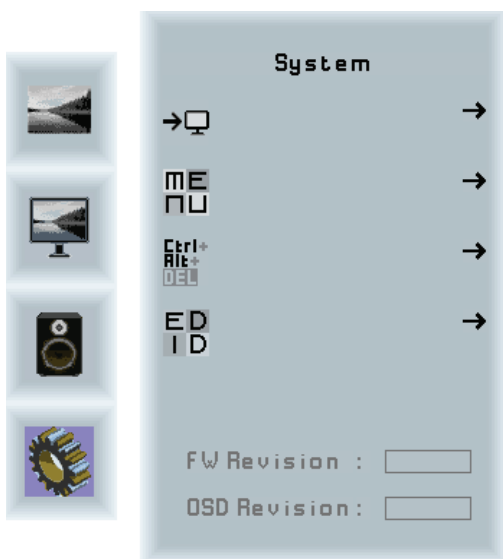 System
ME
NU
Ctrl+
Alt+
DEL
ED
ID
FW Revision :
OSD Revision :